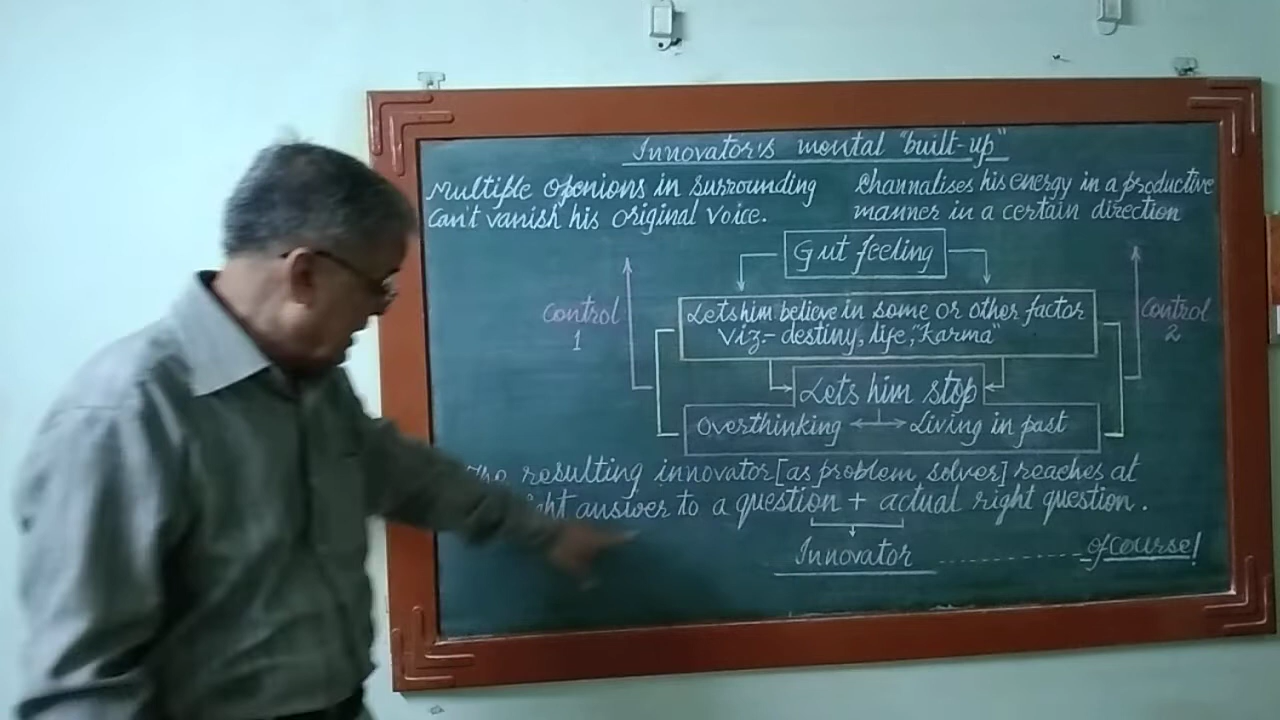 Innovator's mental "built-up"
Multiple openions in surrounding
can't vanish his original voice.
Channalises his energy in a productive
manner in a certain direction
Gut feeling
Control
1
Lets him believe in some or other factor
viz.- destiny, life, "karma"
Control
2
Lets him stop
Overthinking
Living in past
The resulting innovator [as problem solver] reaches at
answer to a question + actual right question.
Innovator ........... of course!